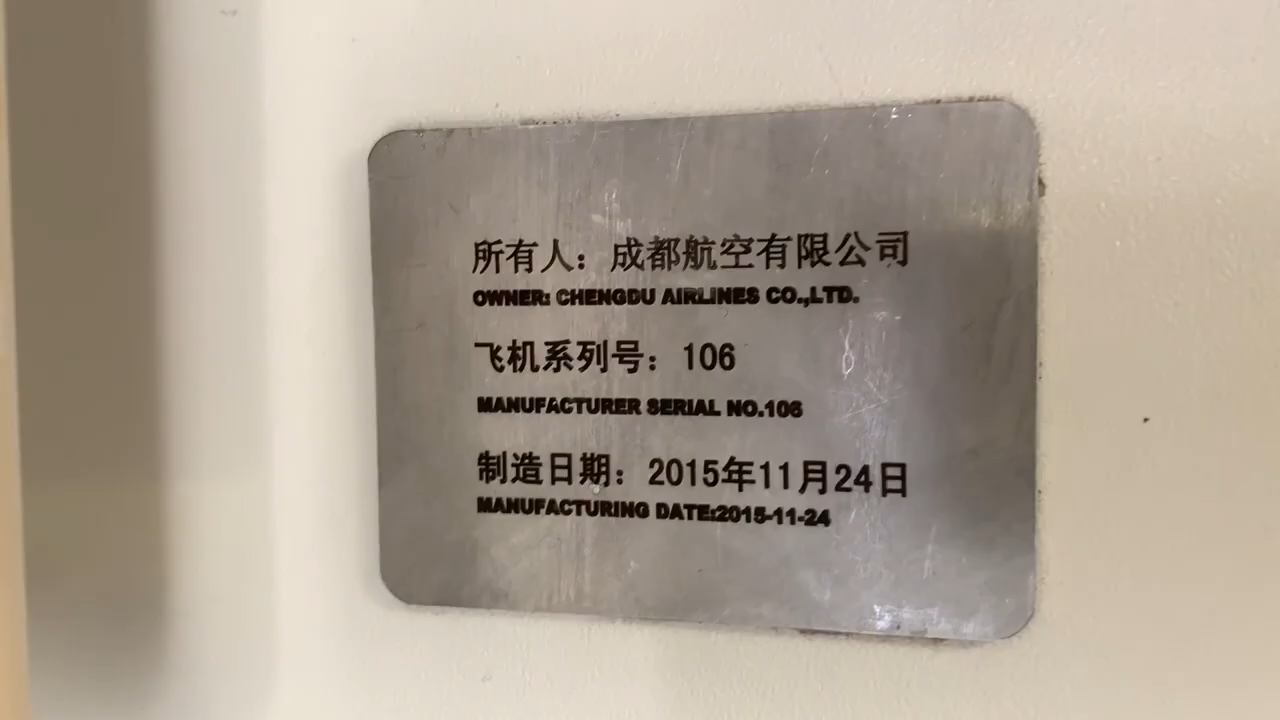 所有人：成都航空有限公司
OWNER: CHENGDU AIRLINES CO.,LTD.
飞机系列号：106
MANUFACTURER SERIAL NO.106
制造日期：2015年11月24日
MANUFACTURING DATE:2015-11-24